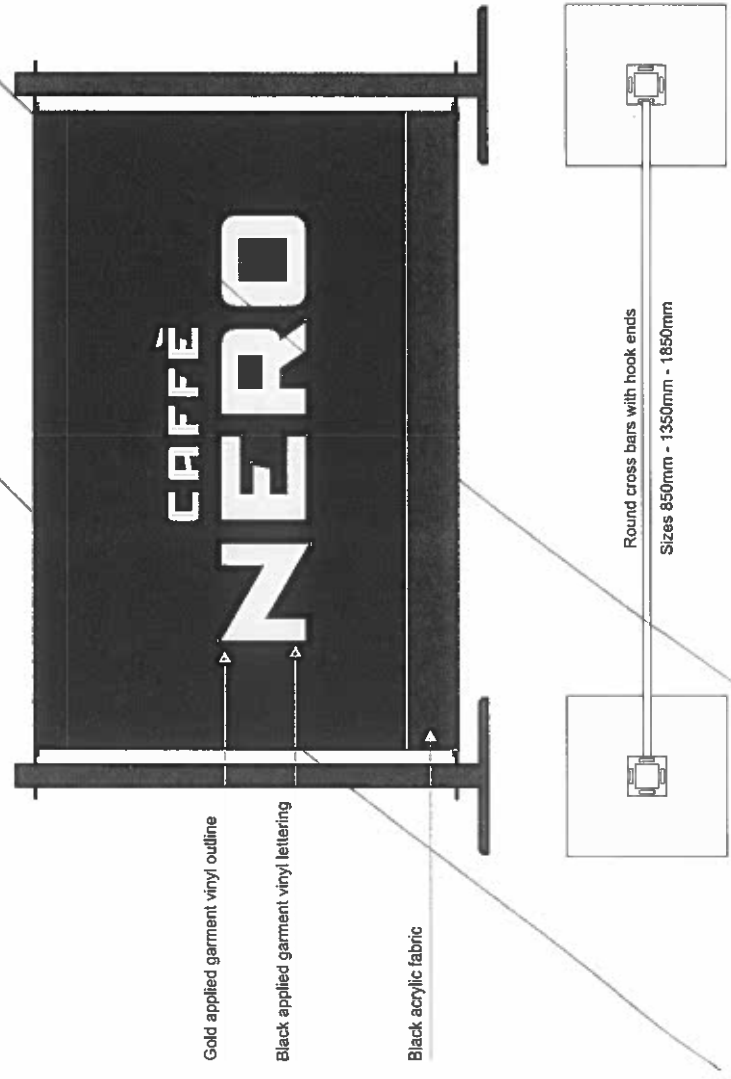 CAFFÈ
NERO
Gold applied garment vinyl outline
Black applied garment vinyl lettering
Black acrylic fabric
Round cross bars with hook ends
Sizes 850mm - 1350mm - 1850mm